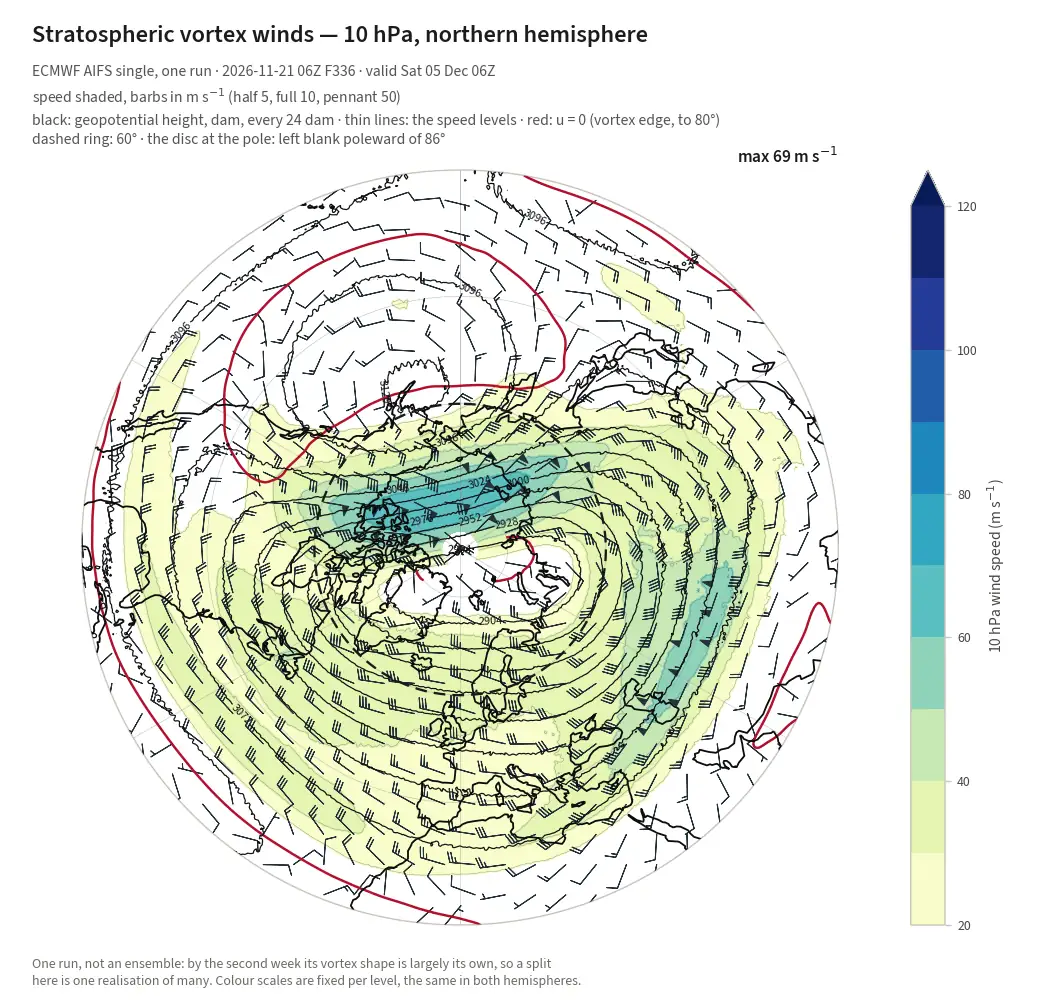 Stratospheric vortex winds — 10 hPa, northern hemisphere
ECMWF AIFS single, one run · 2026-11-21 06Z F336 · valid Sat 05 Dec 06Z
speed shaded, barbs in m s⁻¹ (half 5, full 10, pennant 50)
black: geopotential height, dam, every 24 dam · thin lines: the speed levels · red: u = 0 (vortex edge, to 80°)
dashed ring: 60° · the disc at the pole: left blank poleward of 86°
max 69 m s⁻¹
120
100
80
60
40
20
10 hPa wind speed (m s⁻¹)
3096
3096
3096
3024
3000
2952
2928
2904
One run, not an ensemble: by the second week its vortex shape is largely its own, so a split
here is one realisation of many. Colour scales are fixed per level, the same in both hemispheres.